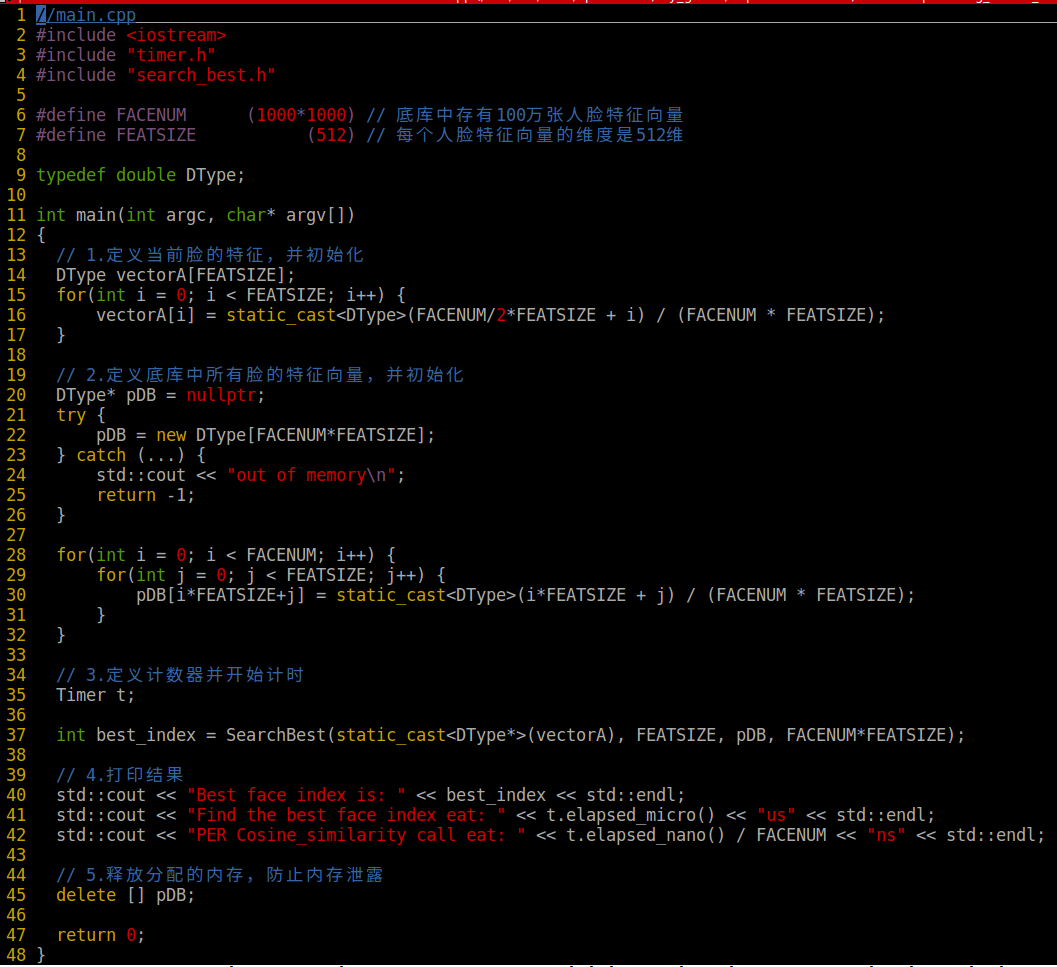 1 //main.cpp
2 #include <iostream>
3 #include "timer.h"
4 #include "search_best.h"
5
6 #define FACENUM      (1000*1000) // 底库中存有100万张人脸特征向量
7 #define FEATSIZE           (512) // 每个人脸特征向量的维度是512维
8
9 typedef double DType;
10
11 int main(int argc, char* argv[])
12 {
13   // 1.定义当前脸的特征，并初始化
14   DType vectorA[FEATSIZE];
15   for(int i = 0; i < FEATSIZE; i++) {
16       vectorA[i] = static_cast<DType>(FACENUM/2*FEATSIZE + i) / (FACENUM * FEATSIZE);
17   }
18
19   // 2.定义底库中所有脸的特征向量，并初始化
20   DType* pDB = nullptr;
21   try {
22       pDB = new DType[FACENUM*FEATSIZE];
23   } catch (...) {
24       std::cout << "out of memory\n";
25       return -1;
26   }
27
28   for(int i = 0; i < FACENUM; i++) {
29       for(int j = 0; j < FEATSIZE; j++) {
30           pDB[i*FEATSIZE+j] = static_cast<DType>(i*FEATSIZE + j) / (FACENUM * FEATSIZE);
31       }
32   }
33
34   // 3.定义计数器并开始计时
35   Timer t;
36
37   int best_index = SearchBest(static_cast<DType*>(vectorA), FEATSIZE, pDB, FACENUM*FEATSIZE);
38
39   // 4.打印结果
40   std::cout << "Best face index is: " << best_index << std::endl;
41   std::cout << "Find the best face index eat: " << t.elapsed_micro() << "us" << std::endl;
42   std::cout << "PER Cosine_similarity call eat: " << t.elapsed_nano() / FACENUM << "ns" << std::endl;
43
44   // 5.释放分配的内存，防止内存泄露
45   delete [] pDB;
46
47   return 0;
48 }